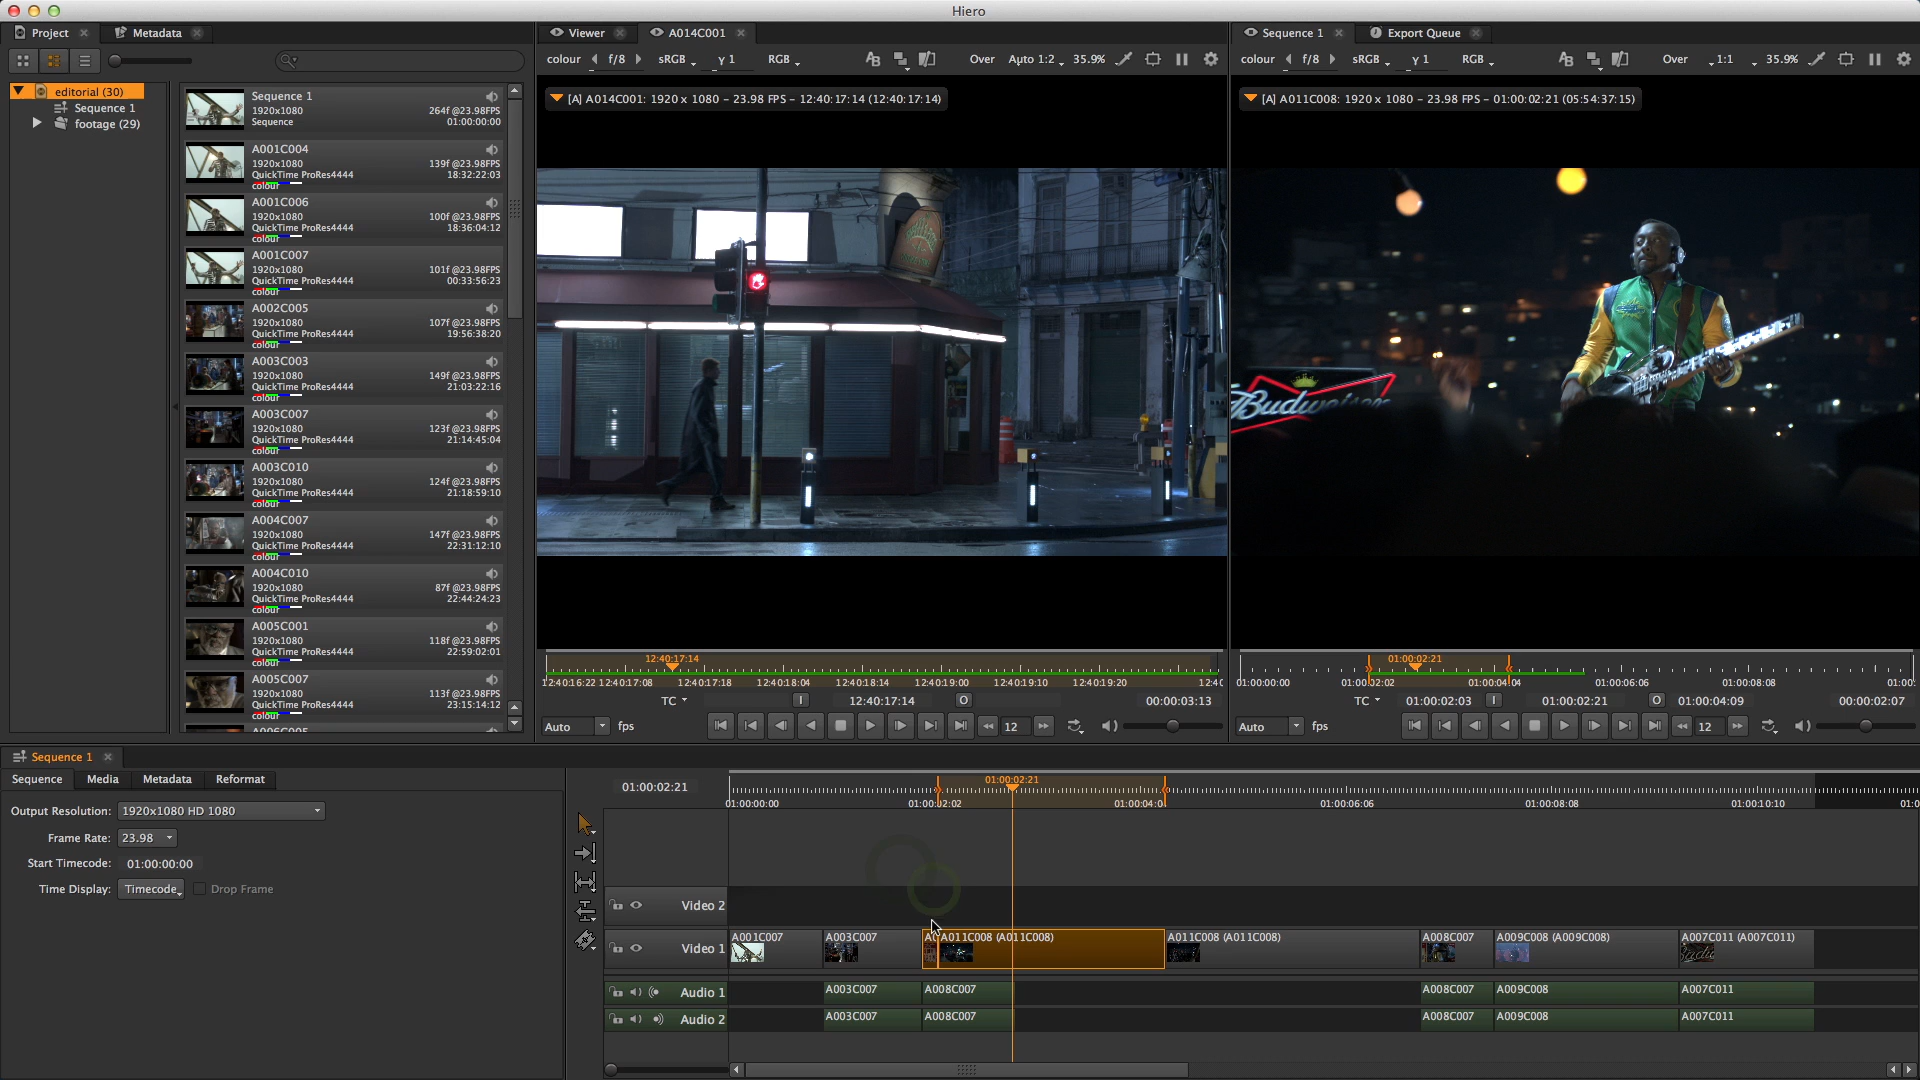 Hiero
Project
Metadata
editorial (30)
Sequence 1
footage (29)
Sequence 1
1920x1080
264f@23.98FPS
Sequence
01:00:00:00
A001C004
1920x1080
139f@23.98FPS
QuickTime ProRes4444
18:32:22:03
colour
A001C006
1920x1080
100f@23.98FPS
QuickTime ProRes4444
18:36:04:12
colour
A001C007
1920x1080
101f@23.98FPS
QuickTime ProRes4444
00:33:56:23
colour
A002C005
1920x1080
107f@23.98FPS
QuickTime ProRes4444
19:56:38:20
colour
A003C003
1920x1080
149f@23.98FPS
QuickTime ProRes4444
21:03:22:16
colour
A003C007
1920x1080
123f@23.98FPS
QuickTime ProRes4444
21:14:45:04
colour
A003C010
1920x1080
124f@23.98FPS
QuickTime ProRes4444
21:18:59:10
colour
A004C007
1920x1080
147f@23.98FPS
QuickTime ProRes4444
22:31:12:10
colour
A004C010
1920x1080
87f@23.98FPS
QuickTime ProRes4444
22:44:24:23
colour
A005C001
1920x1080
118f@23.98FPS
QuickTime ProRes4444
22:59:02:01
colour
A005C007
1920x1080
113f@23.98FPS
QuickTime ProRes4444
23:15:14:12
colour
Viewer
A014C001
colour f/8 sRGB γ 1 RGB AB Over Auto 1:2 35.9%
[A] A014C001: 1920 x 1080 – 23.98 FPS – 12:40:17:14 (12:40:17:14)
12:40:17:14
12:40:16:22 12:40:17:08 12:40:17:18 12:40:18:04 12:40:18:14 12:40:19:00 12:40:19:10 12:40:19:20
TC I 12:40:17:14 O 00:00:03:13
Auto fps 12
Sequence 1
Export Queue
colour f/8 sRGB γ 1 RGB AB Over 1:1 35.9%
[A] A011C008: 1920 x 1080 – 23.98 FPS – 01:00:02:21 (05:54:37:15)
Budweiser
01:00:02:21
01:00:00:00 01:00:02:02 01:00:04:04 01:00:06:06 01:00:08:08 01:00:
TC 01:00:02:03 I 01:00:02:21 O 01:00:04:09 00:00:02:07
Auto fps 12
Sequence 1
Sequence Media Metadata Reformat
Output Resolution: 1920x1080 HD 1080
Frame Rate: 23.98
Start Timecode: 01:00:00:00
Time Display: Timecode Drop Frame
01:00:02:21
01:00:02:21
01:00:00:00 01:00:02:02 01:00:04:0 01:00:06:06 01:00:08:08 01:00:10:10 01:0
Video 2
Video 1
A001C007 A003C007 A011C008 (A011C008) A011C008 (A011C008) A008C007 A009C008 (A009C008) A007C011 (A007C011)
Audio 1
A003C007 A008C007 A008C007 A009C008 A007C011
Audio 2
A003C007 A008C007 A008C007 A009C008 A007C011